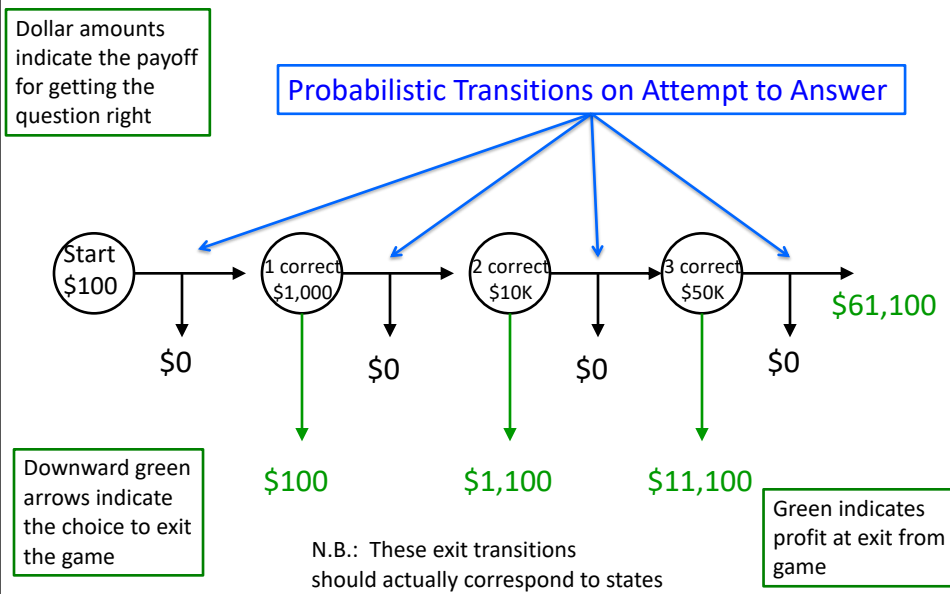 Dollar amounts
indicate the payoff
for getting the
question right
Probabilistic Transitions on Attempt to Answer
Start
$100
1 correct
$1,000
2 correct
$10K
3 correct
$50K
$61,100
$0
$0
$0
$0
$100
$1,100
$11,100
Downward green
arrows indicate
the choice to exit
the game
Green indicates
profit at exit from
game
N.B.: These exit transitions
should actually correspond to states